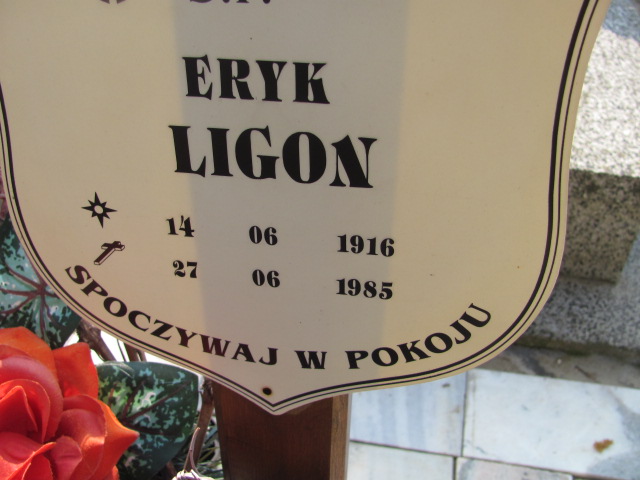 ERYK
LIGON
14 06 1916
27 06 1985
SPOCZYWAJ W POKOJU